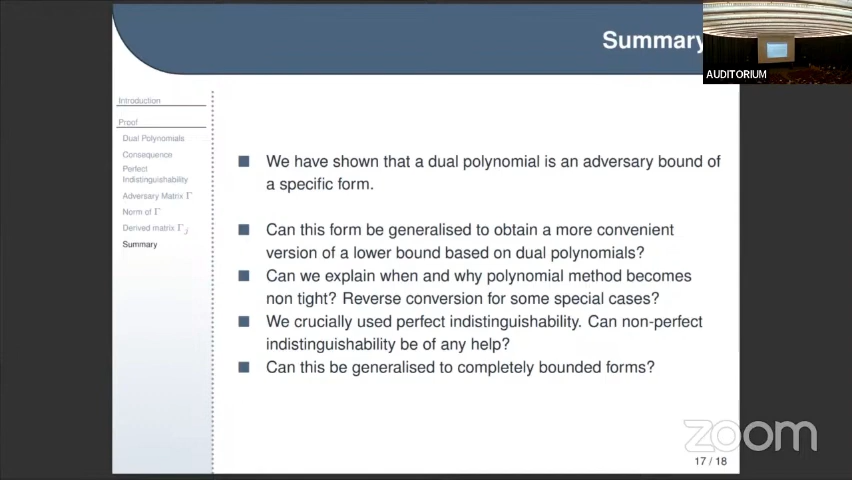 Summary
AUDITORIUM
Introduction
Proof
Dual Polynomials
Consequence
Perfect
Indistinguishability
Adversary Matrix Γ
Norm of Γ
Derived matrix Γ j
Summary
We have shown that a dual polynomial is an adversary bound of
a specific form.
Can this form be generalised to obtain a more convenient
version of a lower bound based on dual polynomials?
Can we explain when and why polynomial method becomes
non tight? Reverse conversion for some special cases?
We crucially used perfect indistinguishability. Can non-perfect
indistinguishability be of any help?
Can this be generalised to completely bounded forms?
zoom
17 / 18